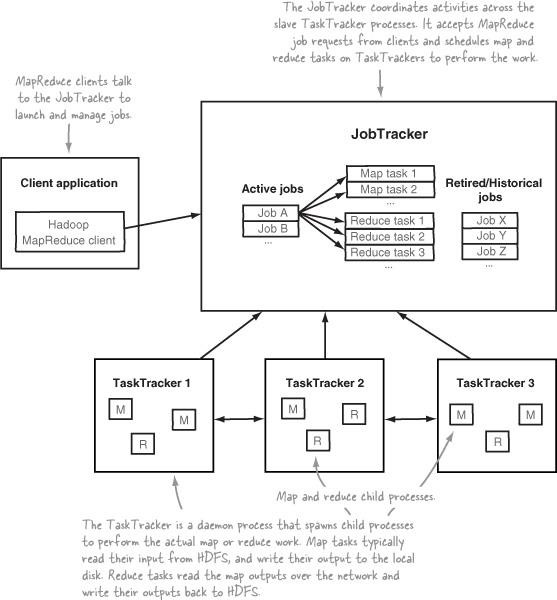 The JobTracker coordinates activities across the
slave TaskTracker processes. It accepts MapReduce
job requests from clients and schedules map and
reduce tasks on TaskTrackers to perform the work.
MapReduce clients talk
to the JobTracker to
launch and manage jobs.
Client application
Hadoop
MapReduce client
JobTracker
Active jobs
Job A
Job B
...
Map task 1
Map task 2
...
Reduce task 1
Reduce task 2
Reduce task 3
...
Retired/Historical
jobs
Job X
Job Y
Job Z
...
TaskTracker 1
M
M
R
TaskTracker 2
M
R
R
TaskTracker 3
M
M
R
Map and reduce child processes.
The TaskTracker is a daemon process that spawns child processes
to perform the actual map or reduce work. Map tasks typically
read their input from HDFS, and write their output to the local
disk. Reduce tasks read the map outputs over the network and
write their outputs back to HDFS.